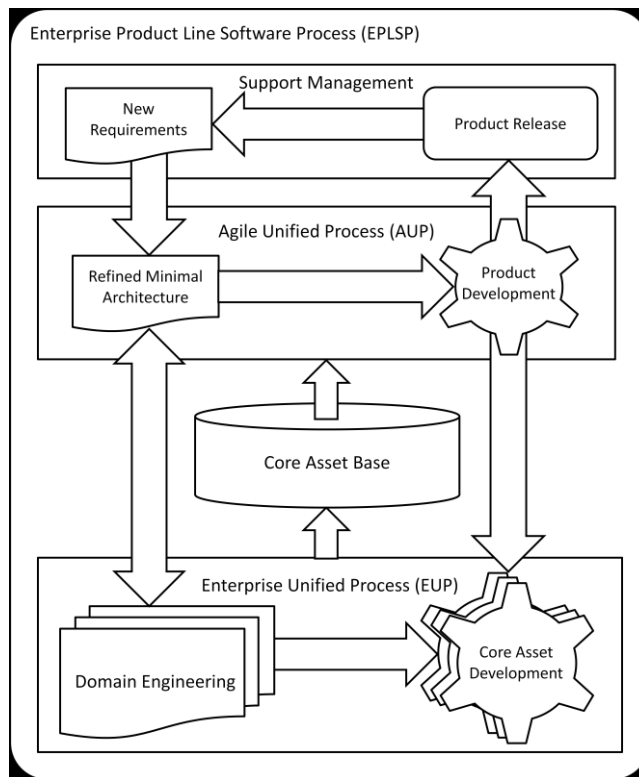 Enterprise Product Line Software Process (EPLSP)
Support Management
New
Requirements
Product Release
Agile Unified Process (AUP)
Refined Minimal
Architecture
Product
Development
Core Asset Base
Enterprise Unified Process (EUP)
Domain Engineering
Core Asset
Development